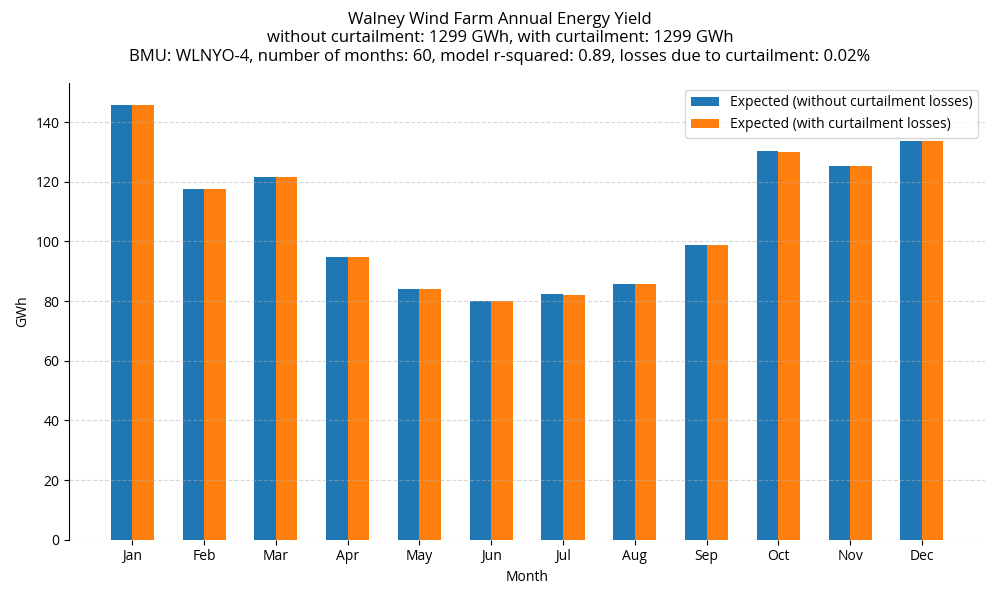 Walney Wind Farm Annual Energy Yield
without curtailment: 1299 GWh, with curtailment: 1299 GWh
BMU: WLNYO-4, number of months: 60, model r-squared: 0.89, losses due to curtailment: 0.02%
Expected (without curtailment losses)
Expected (with curtailment losses)
140
120
100
80
60
40
20
0
GWh
Jan Feb Mar Apr May Jun Jul Aug Sep Oct Nov Dec
Month